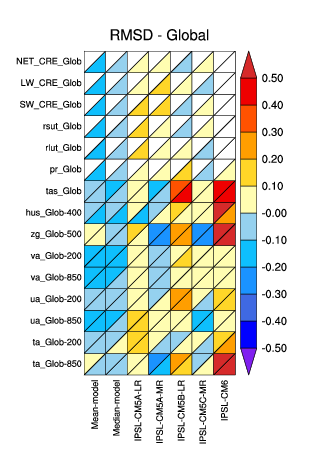 RMSD - Global
NET_CRE_Glob
LW_CRE_Glob
SW_CRE_Glob
rsut_Glob
rlut_Glob
pr_Glob
tas_Glob
hus_Glob-400
zg_Glob-500
va_Glob-200
va_Glob-850
ua_Glob-200
ua_Glob-850
ta_Glob-200
ta_Glob-850
Mean-model
Median-model
IPSL-CM5A-LR
IPSL-CM5A-MR
IPSL-CM5B-LR
IPSL-CM5C-MR
IPSL-CM6
0.50
0.40
0.30
0.20
0.10
-0.00
-0.10
-0.20
-0.30
-0.40
-0.50